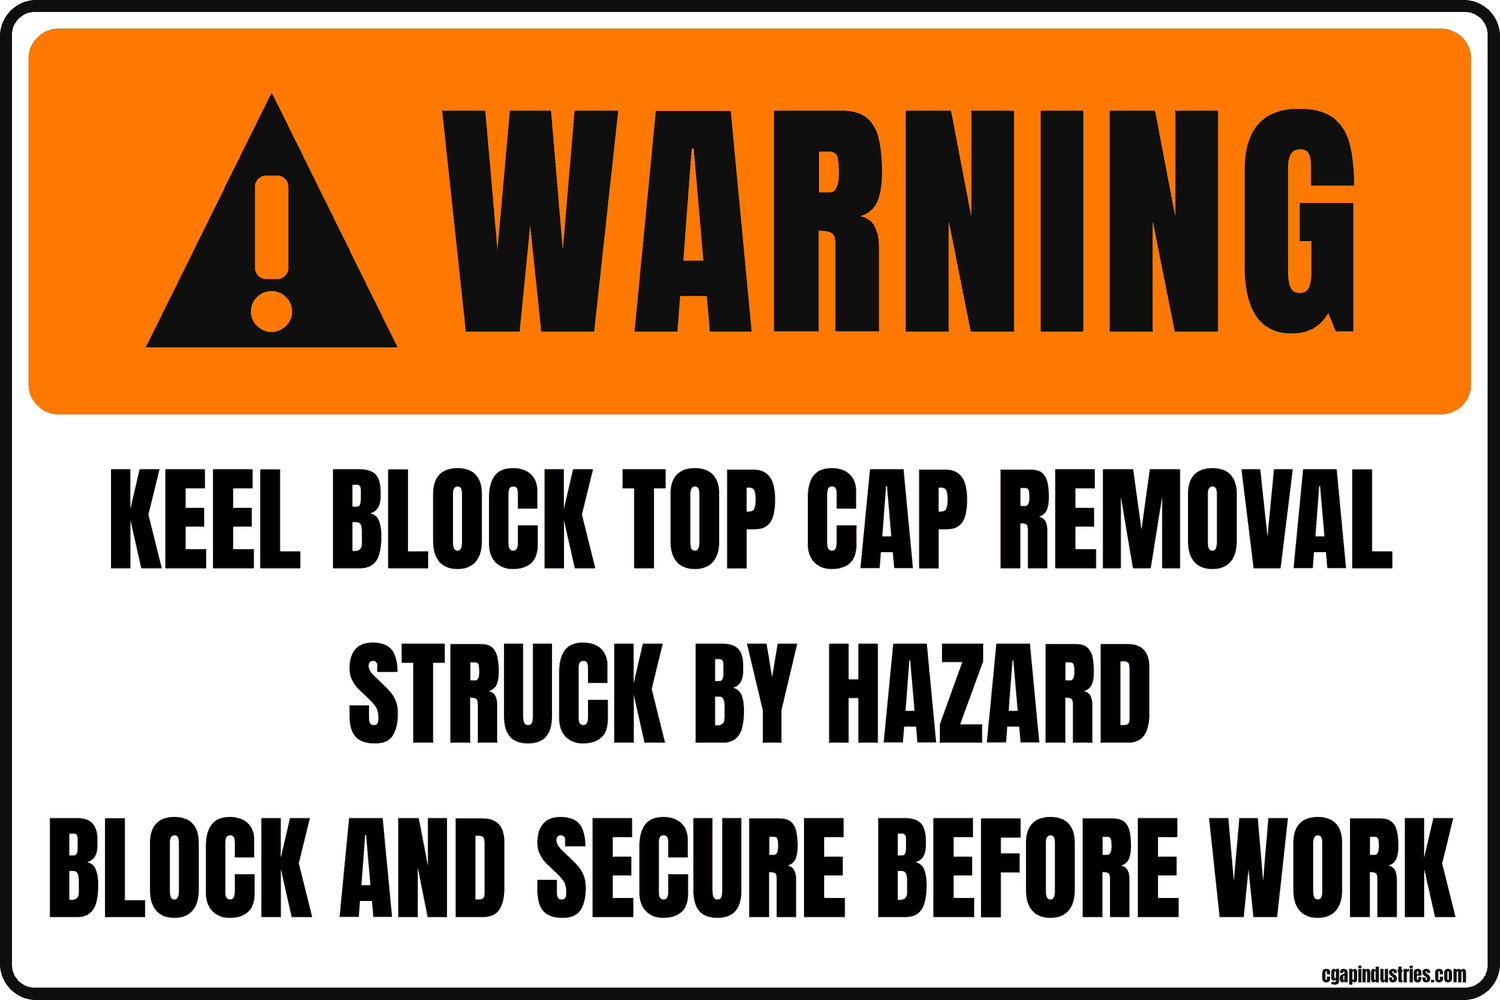 WARNING
KEEL BLOCK TOP CAP REMOVAL
STRUCK BY HAZARD
BLOCK AND SECURE BEFORE WORK
cgapindustries.com